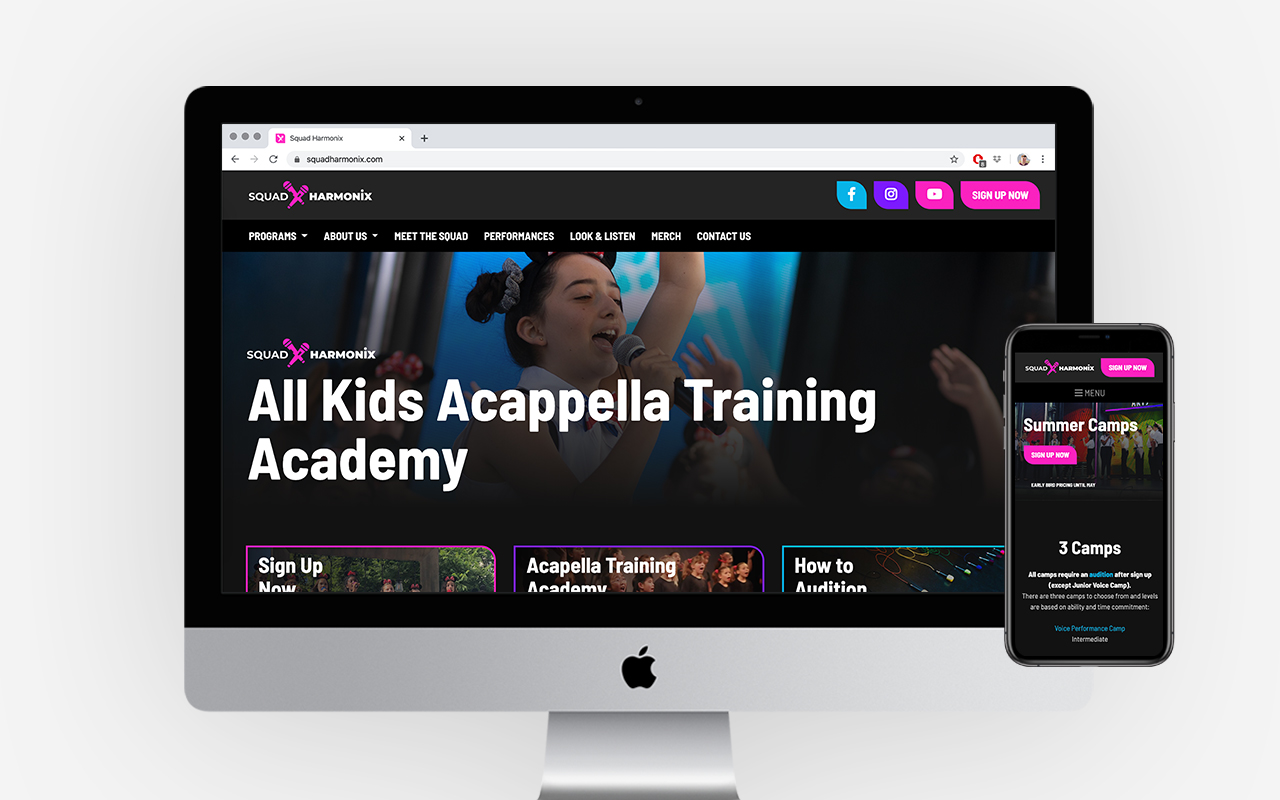 Squad Harmonix
squadharmonix.com
SQUAD HARMONIX
SIGN UP NOW
PROGRAMS ABOUT US MEET THE SQUAD PERFORMANCES LOOK & LISTEN MERCH CONTACT US
SQUAD HARMONIX
All Kids Acappella Training
Academy
Sign Up
Now
Acapella Training
Academy
How to
Audition
SQUAD HARMONIX
SIGN UP NOW
MENU
Summer Camps
SIGN UP NOW
EARLY BIRD PRICING UNTIL MAY
3 Camps
All camps require an audition after sign up
(except Junior Voice Camp).
There are three camps to choose from and levels
are based on ability and time commitment:
Voice Performance Camp
Intermediate